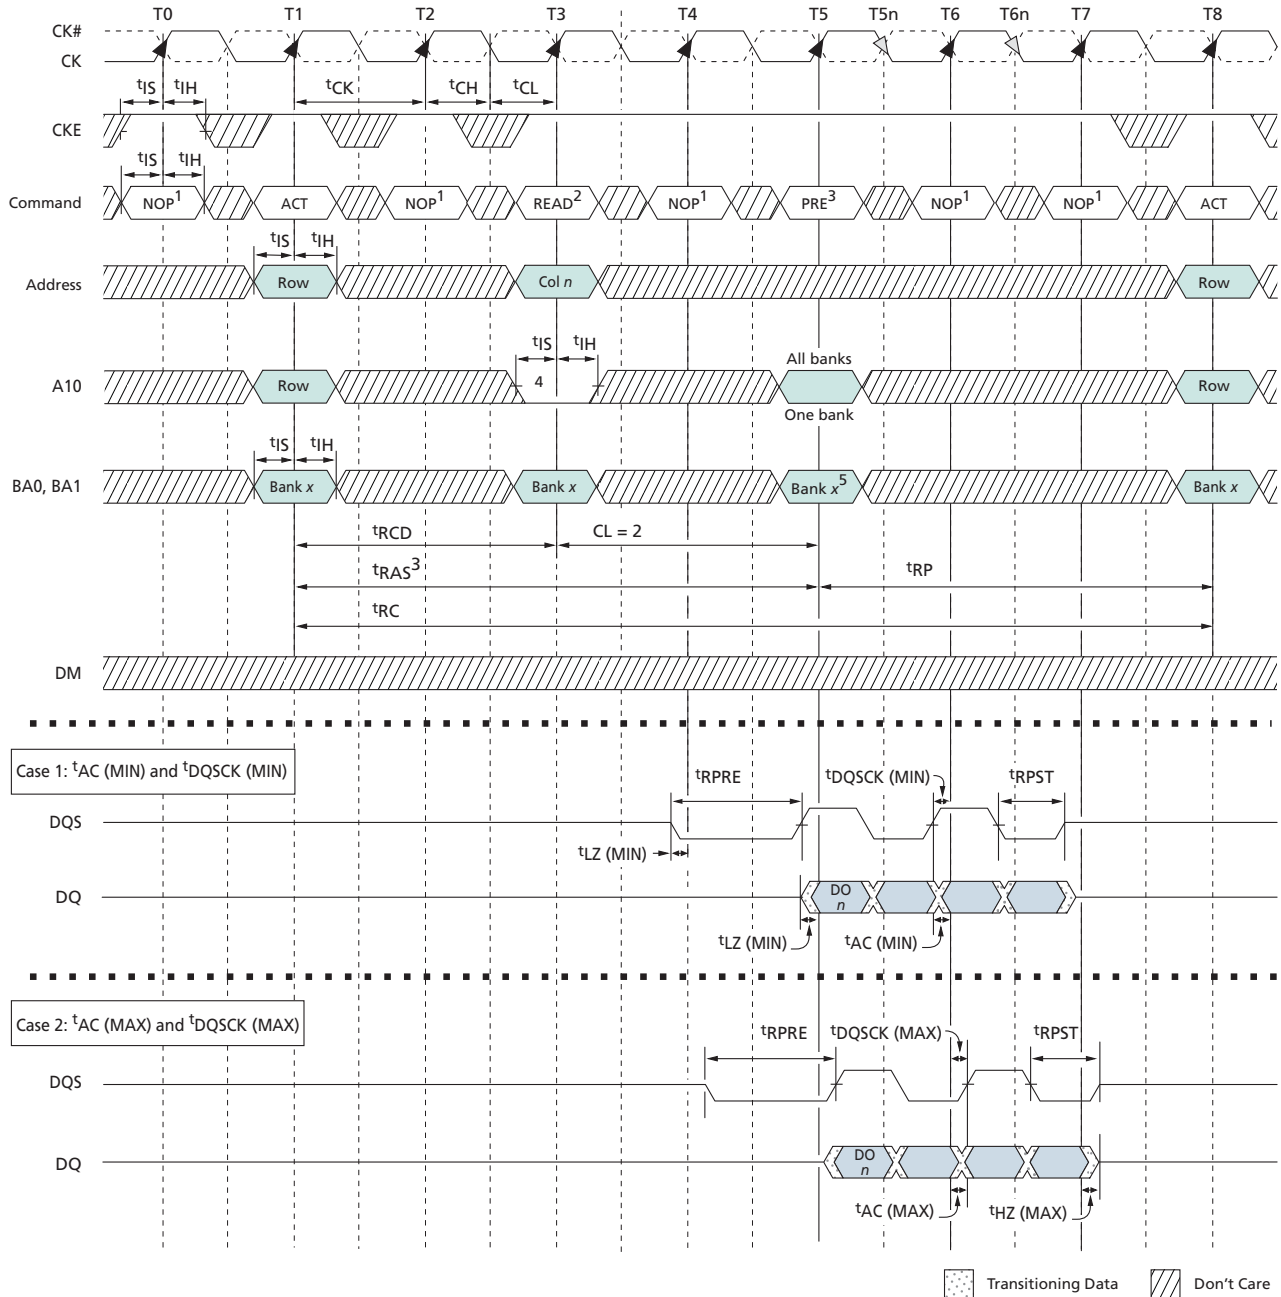 T0 T1 T2 T3 T4 T5 T5n T6 T6n T7 T8
CK#
CK
tIS tIH tCK tCH tCL
CKE
tIS tIH
Command NOP1 ACT NOP1 READ2 NOP1 PRE3 NOP1 NOP1 ACT
tIS tIH
Address Row Col n Row
tIS tIH All banks
A10 Row 4 Row
One bank
tIS tIH
BA0, BA1 Bank x Bank x Bank x5 Bank x
tRCD CL = 2
tRAS3 tRP
tRC
DM
Case 1: tAC (MIN) and tDQSCK (MIN)
tRPRE tDQSCK (MIN) tRPST
DQS
tLZ (MIN)
DQ DO
n
tLZ (MIN) tAC (MIN)
Case 2: tAC (MAX) and tDQSCK (MAX)
tRPRE tDQSCK (MAX) tRPST
DQS
DQ DO
n
tAC (MAX) tHZ (MAX)
Transitioning Data Don't Care